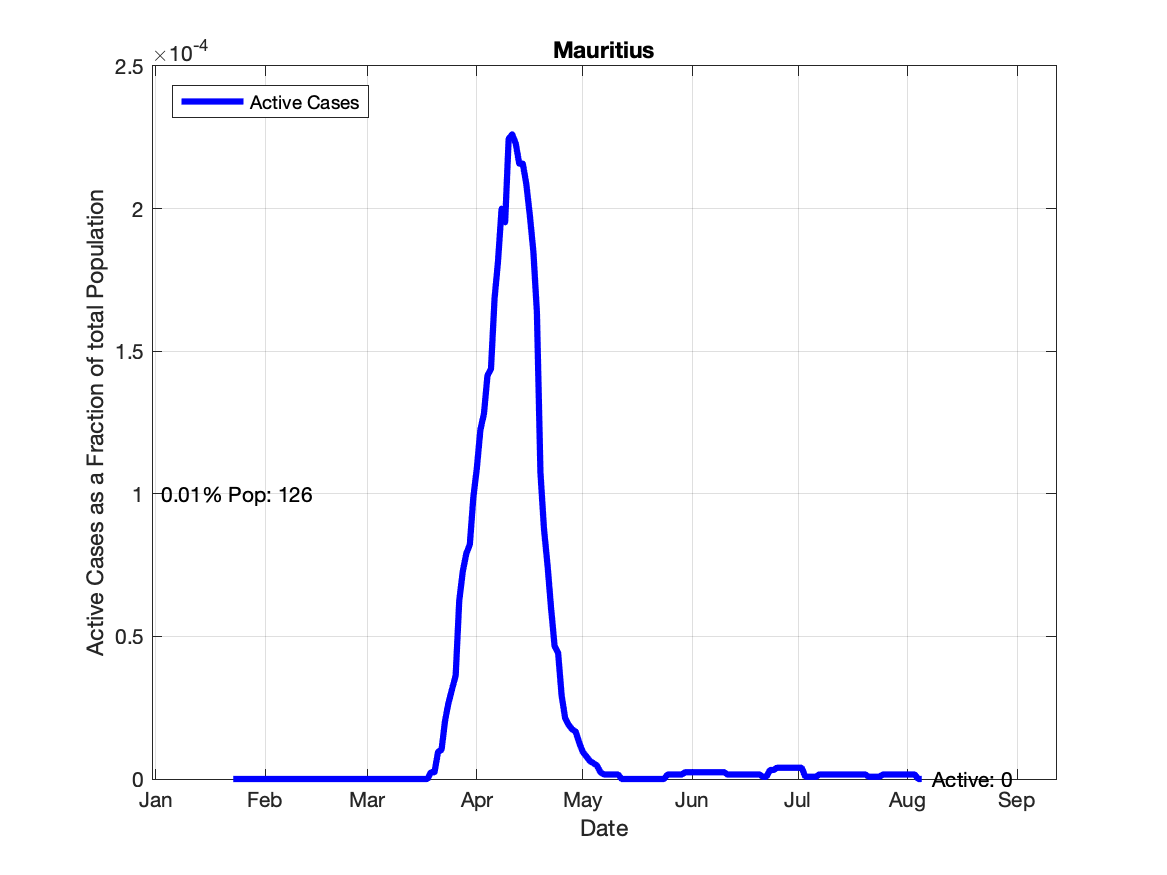 Mauritius
×10⁻⁴
2.5
2
1.5
1
0.5
0
Active Cases
0.01% Pop: 126
Active: 0
Active Cases as a Fraction of total Population
Jan Feb Mar Apr May Jun Jul Aug Sep
Date